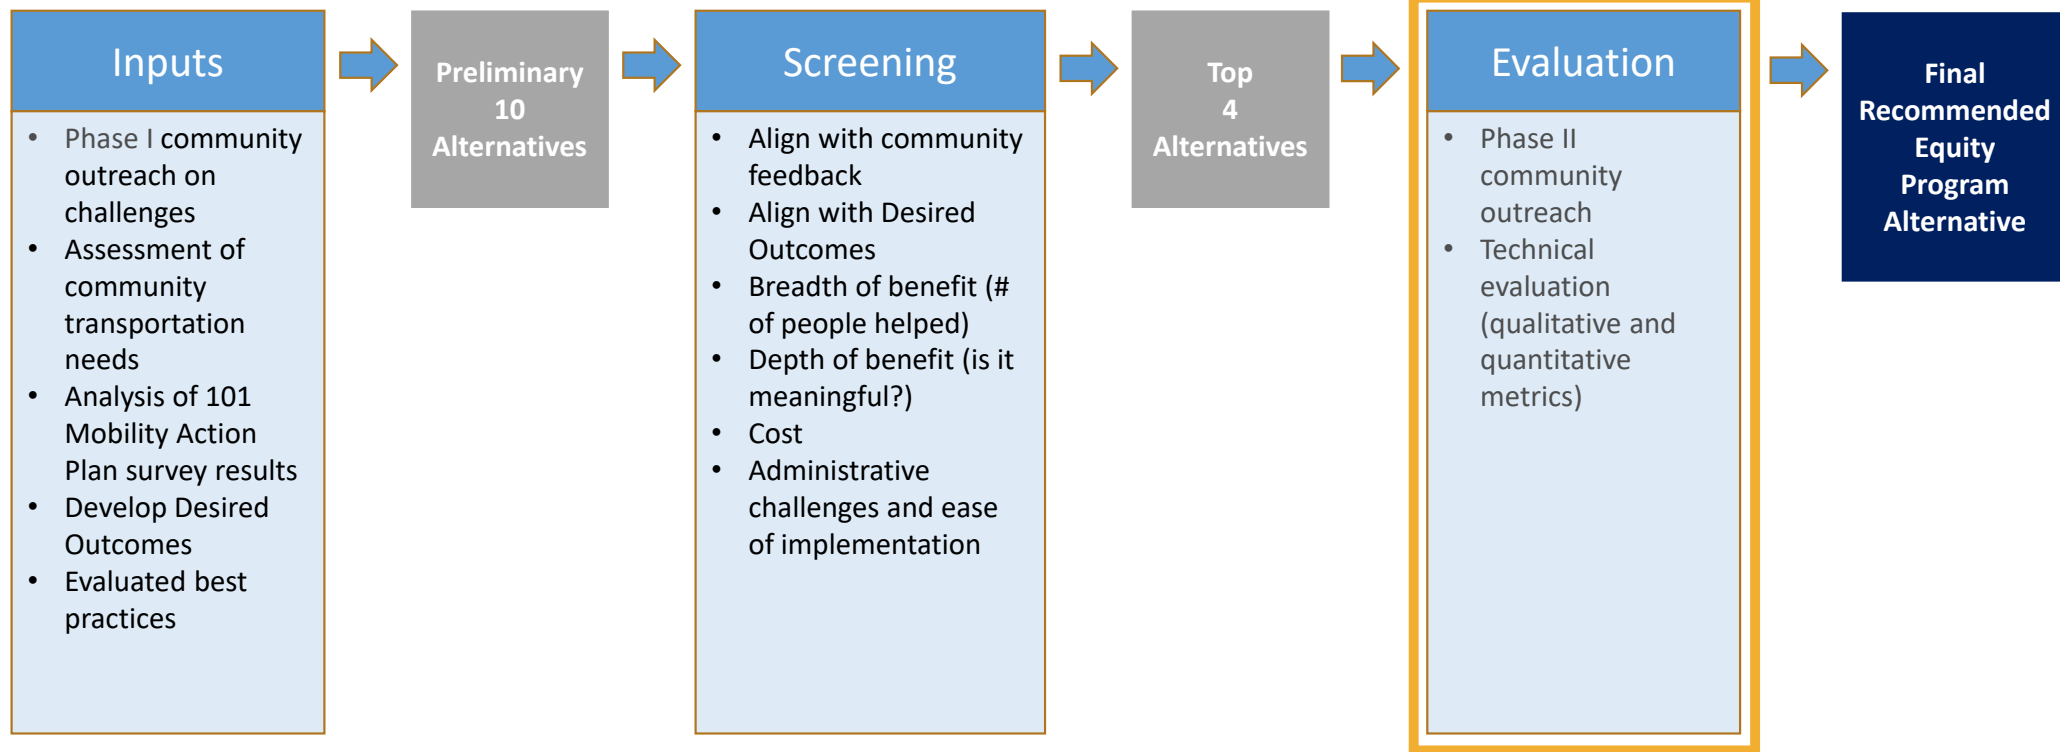 Inputs
• Phase I community
outreach on
challenges
• Assessment of
community
transportation
needs
• Analysis of 101
Mobility Action
Plan survey results
• Develop Desired
Outcomes
• Evaluated best
practices
Preliminary
10
Alternatives
Screening
• Align with community
feedback
• Align with Desired
Outcomes
• Breadth of benefit (#
of people helped)
• Depth of benefit (is it
meaningful?)
• Cost
• Administrative
challenges and ease
of implementation
Top
4
Alternatives
Evaluation
• Phase II
community
outreach
• Technical
evaluation
(qualitative and
quantitative
metrics)
Final
Recommended
Equity
Program
Alternative